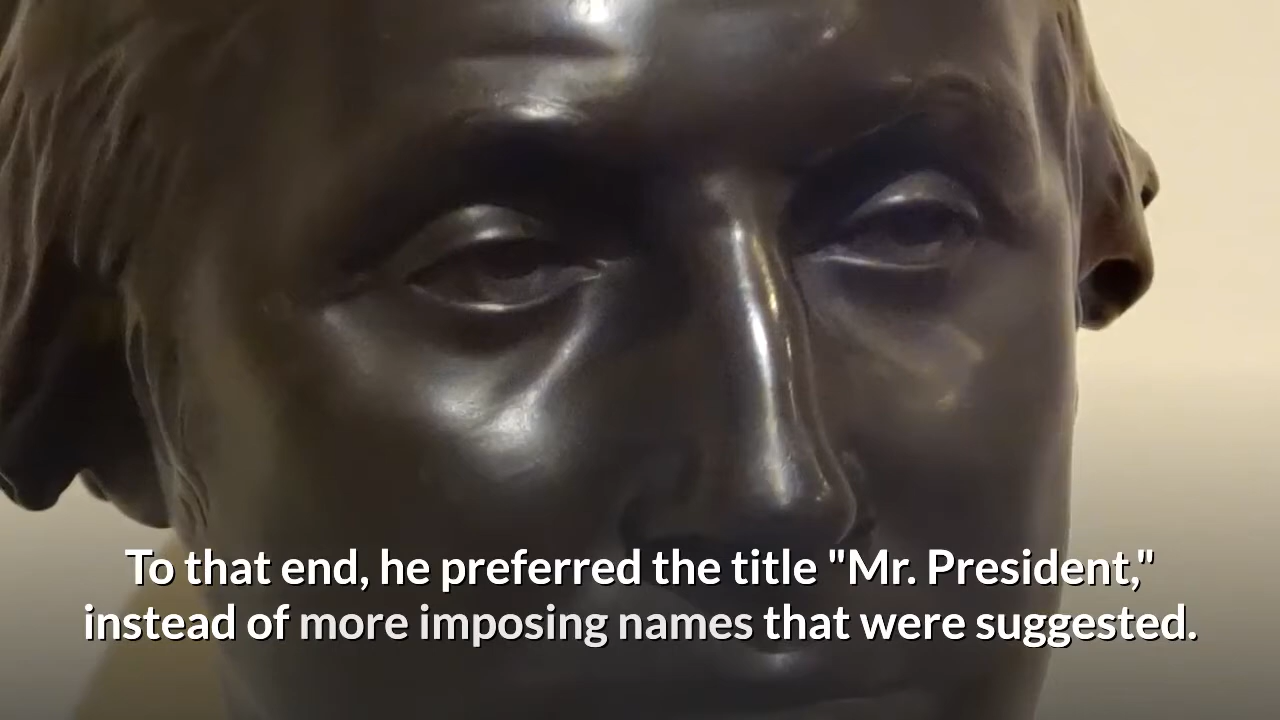 To that end, he preferred the title "Mr. President,"
instead of more imposing names that were suggested.